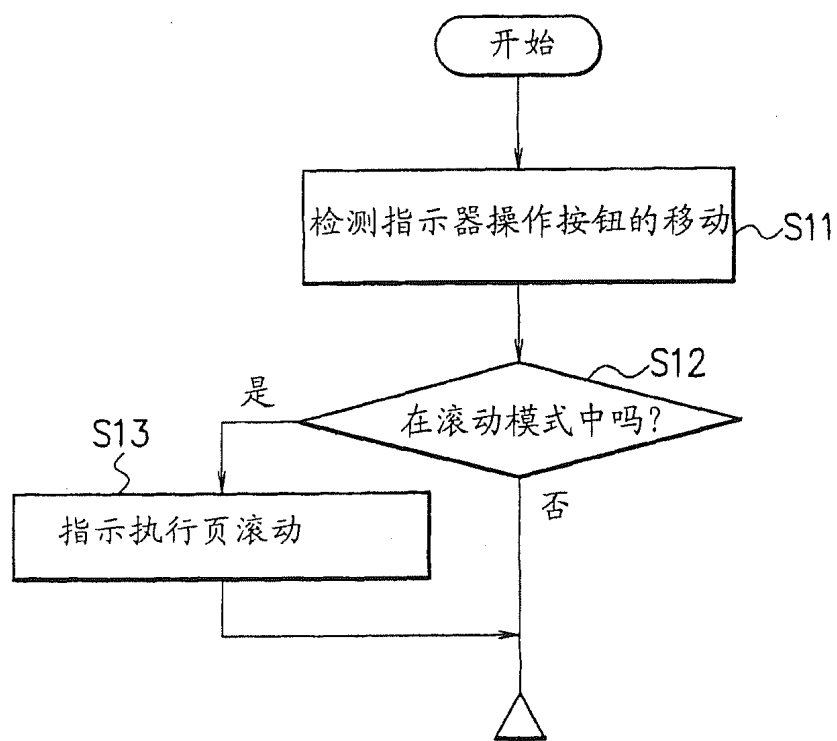 开始
检测指示器操作按钮的移动
S11
S12
在滚动模式中吗?
是
否
S13
指示执行页滚动